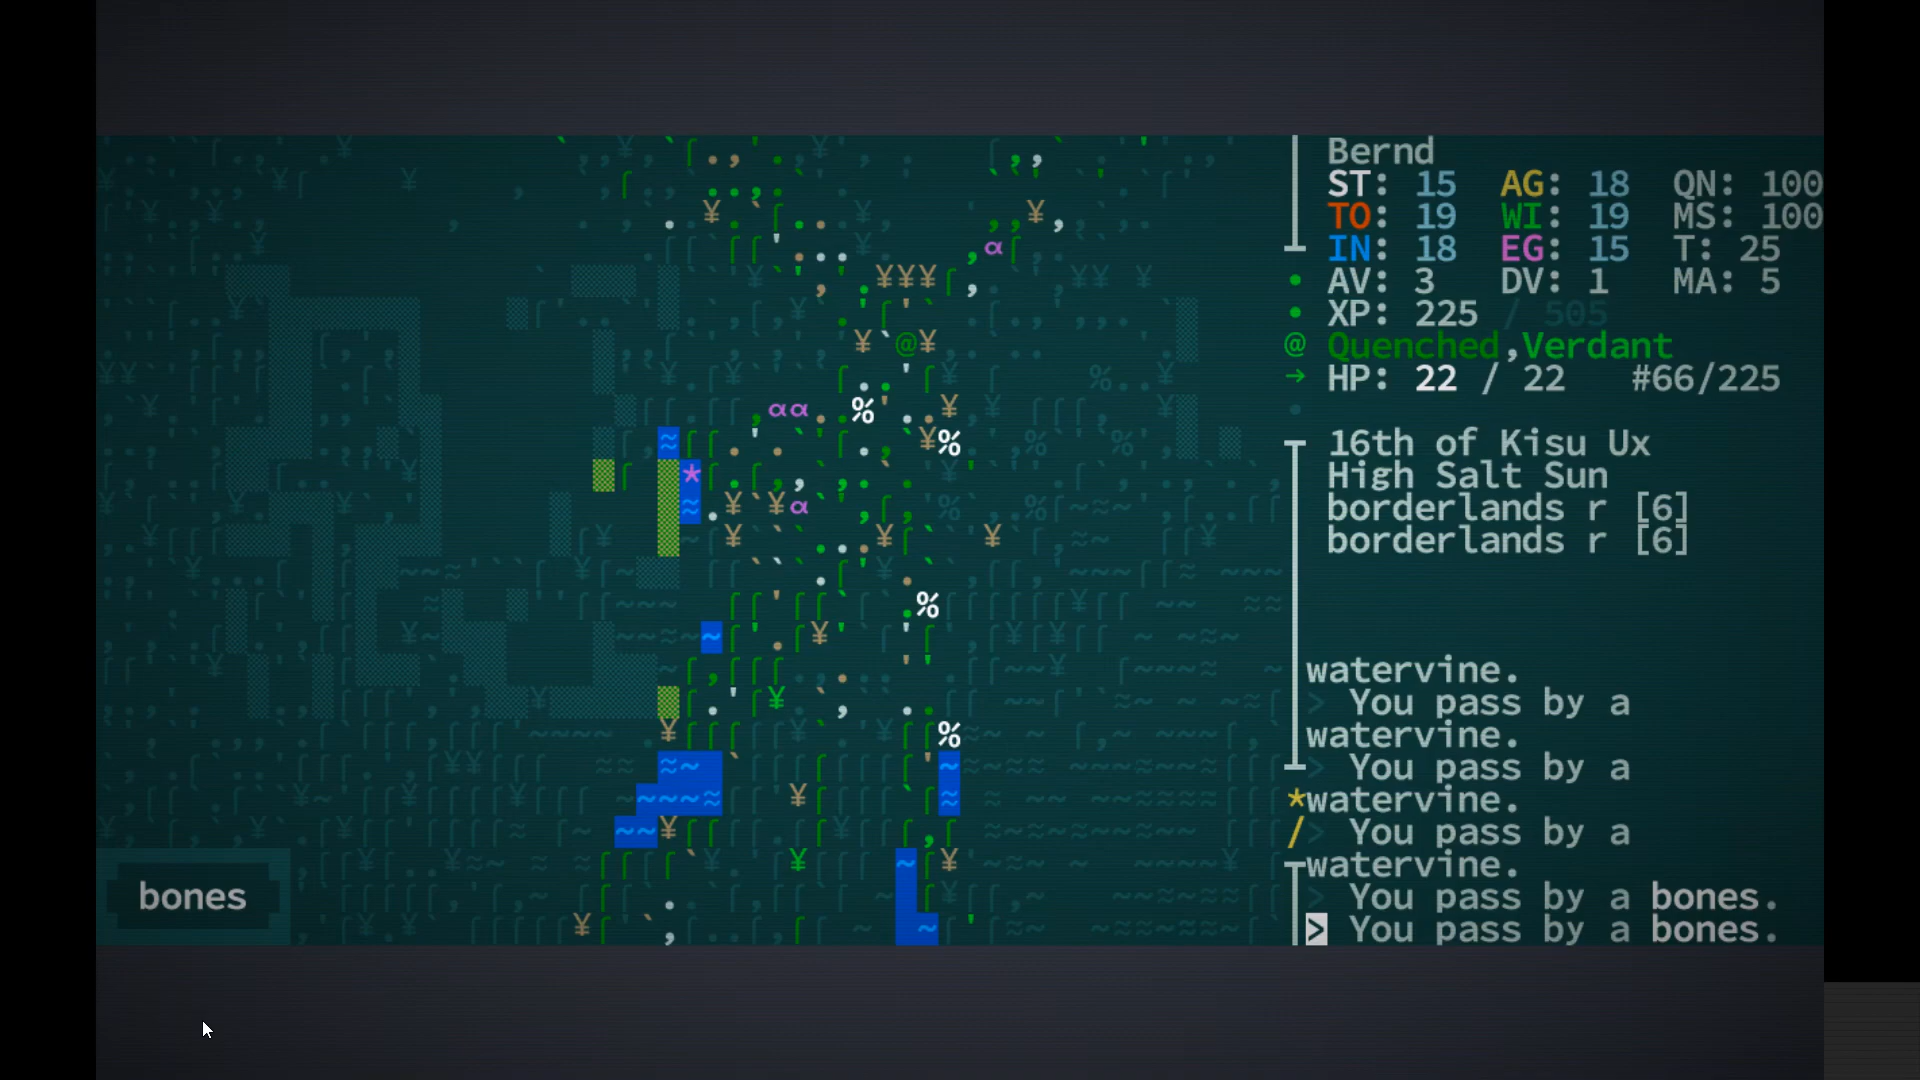 Bernd
ST: 15 AG: 18 QN: 100
TO: 19 WI: 19 MS: 100
IN: 18 EG: 15 T: 25
AV: 3 DV: 1 MA: 5
XP: 225 / 505
Quenched,Verdant
HP: 22 / 22 #66/225
16th of Kisu Ux
High Salt Sun
borderlands r [6]
borderlands r [6]
watervine.
> You pass by a
watervine.
> You pass by a
watervine.
> You pass by a
watervine.
> You pass by a bones.
> You pass by a bones.
bones